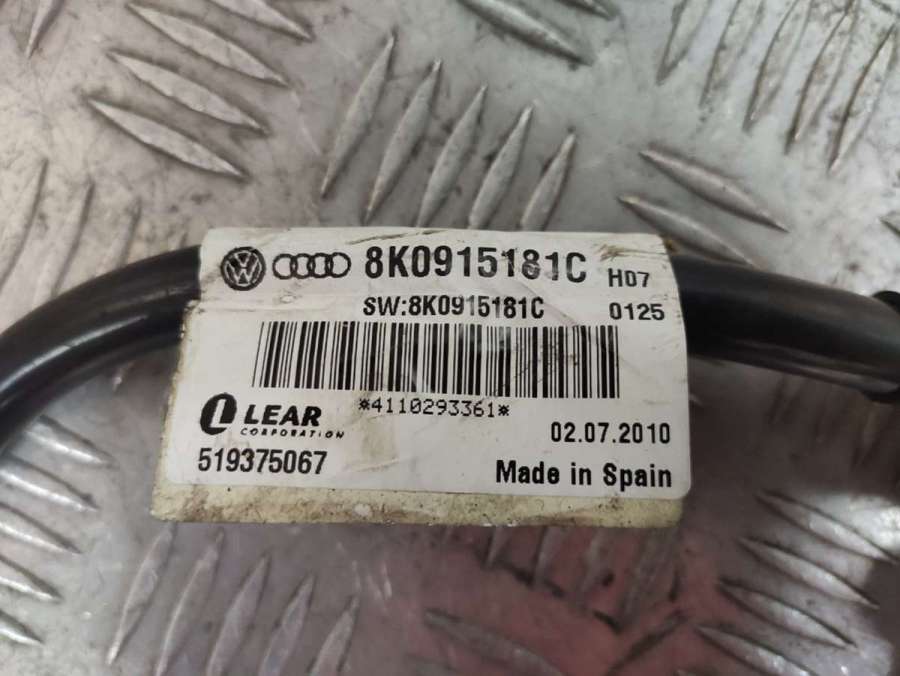 8K0915181C H07
SW:8K0915181C 0125
*4110293361*
L LEAR
CORPORATION
02.07.2010
519375067
Made in Spain